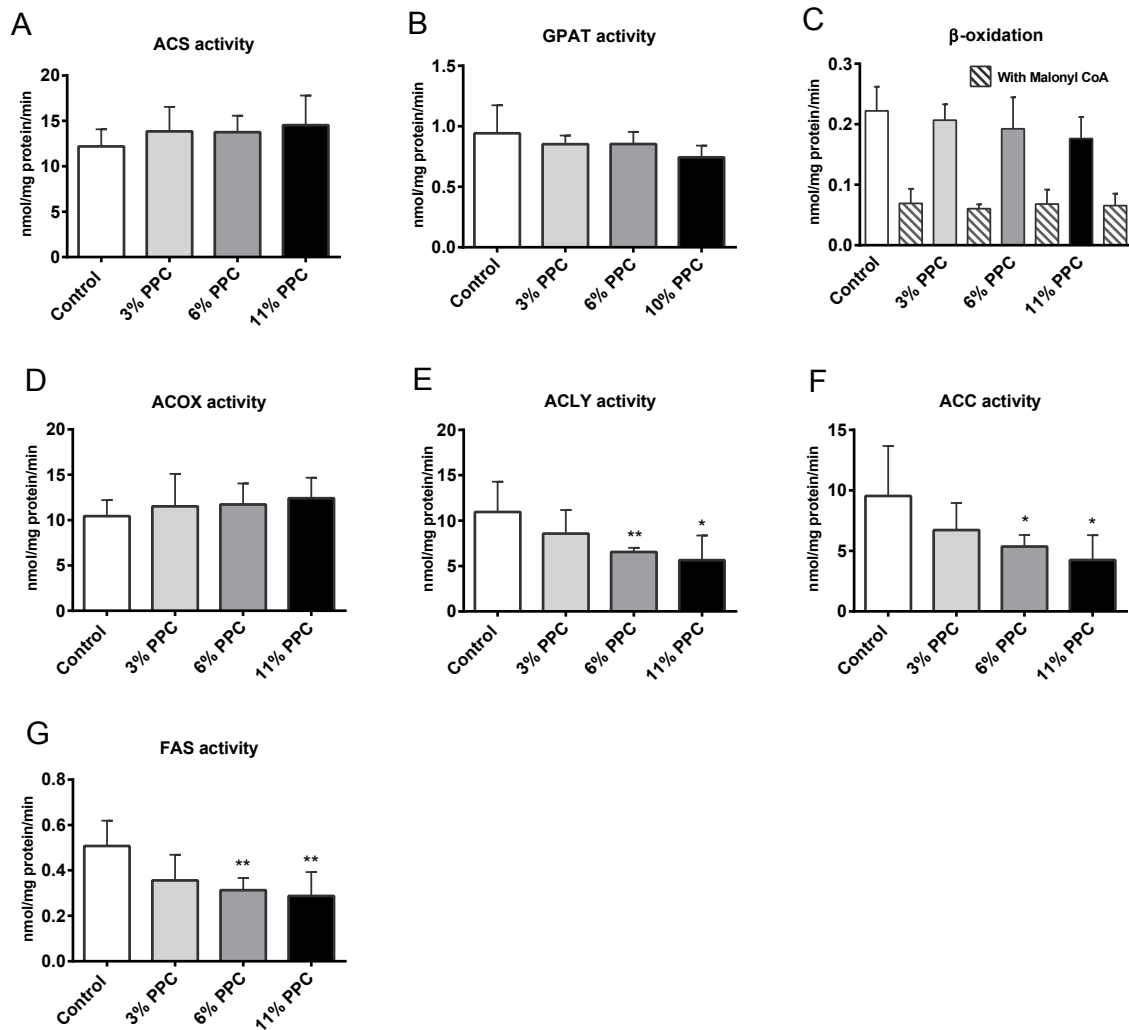 A
ACS activity
nmol/mg protein/min
20
15
10
5
0
Control
3% PPC
6% PPC
11% PPC
B
GPAT activity
nmol/mg protein/min
1.5
1.0
0.5
0.0
Control
3% PPC
6% PPC
10% PPC
C
β-oxidation
With Malonyl CoA
nmol/mg protein/min
0.3
0.2
0.1
0.0
Control
3% PPC
6% PPC
11% PPC
D
ACOX activity
nmol/mg protein/min
20
15
10
5
0
Control
3% PPC
6% PPC
11% PPC
E
ACLY activity
nmol/mg protein/min
20
15
10
5
0
**
*
Control
3% PPC
6% PPC
11% PPC
F
ACC activity
nmol/mg protein/min
15
10
5
0
*
*
Control
3% PPC
6% PPC
11% PPC
G
FAS activity
nmol/mg protein/min
0.8
0.6
0.4
0.2
0.0
**
**
Control
3% PPC
6% PPC
11% PPC